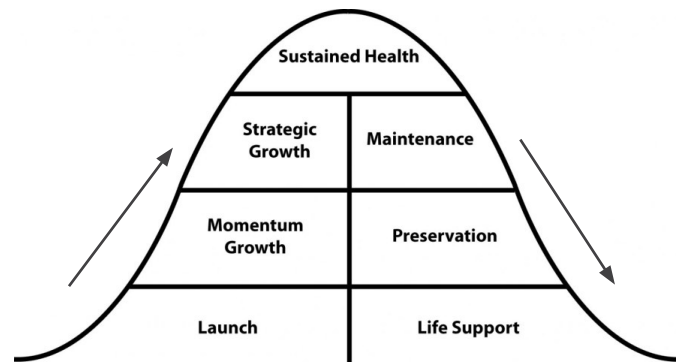 Sustained Health
Strategic
Growth
Maintenance
Momentum
Growth
Preservation
Launch
Life Support